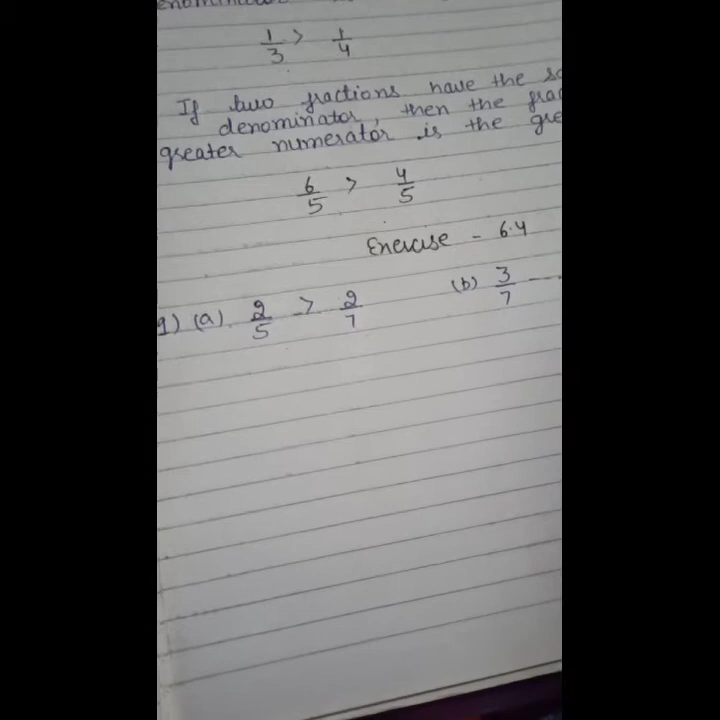 1/3 > 1/4
If two fractions have the
denominator, then the
greater numerator is the
6/5 > 4/5
Exercise - 6.4
1) (a) 2/5 > 2/7 (b) 3/7